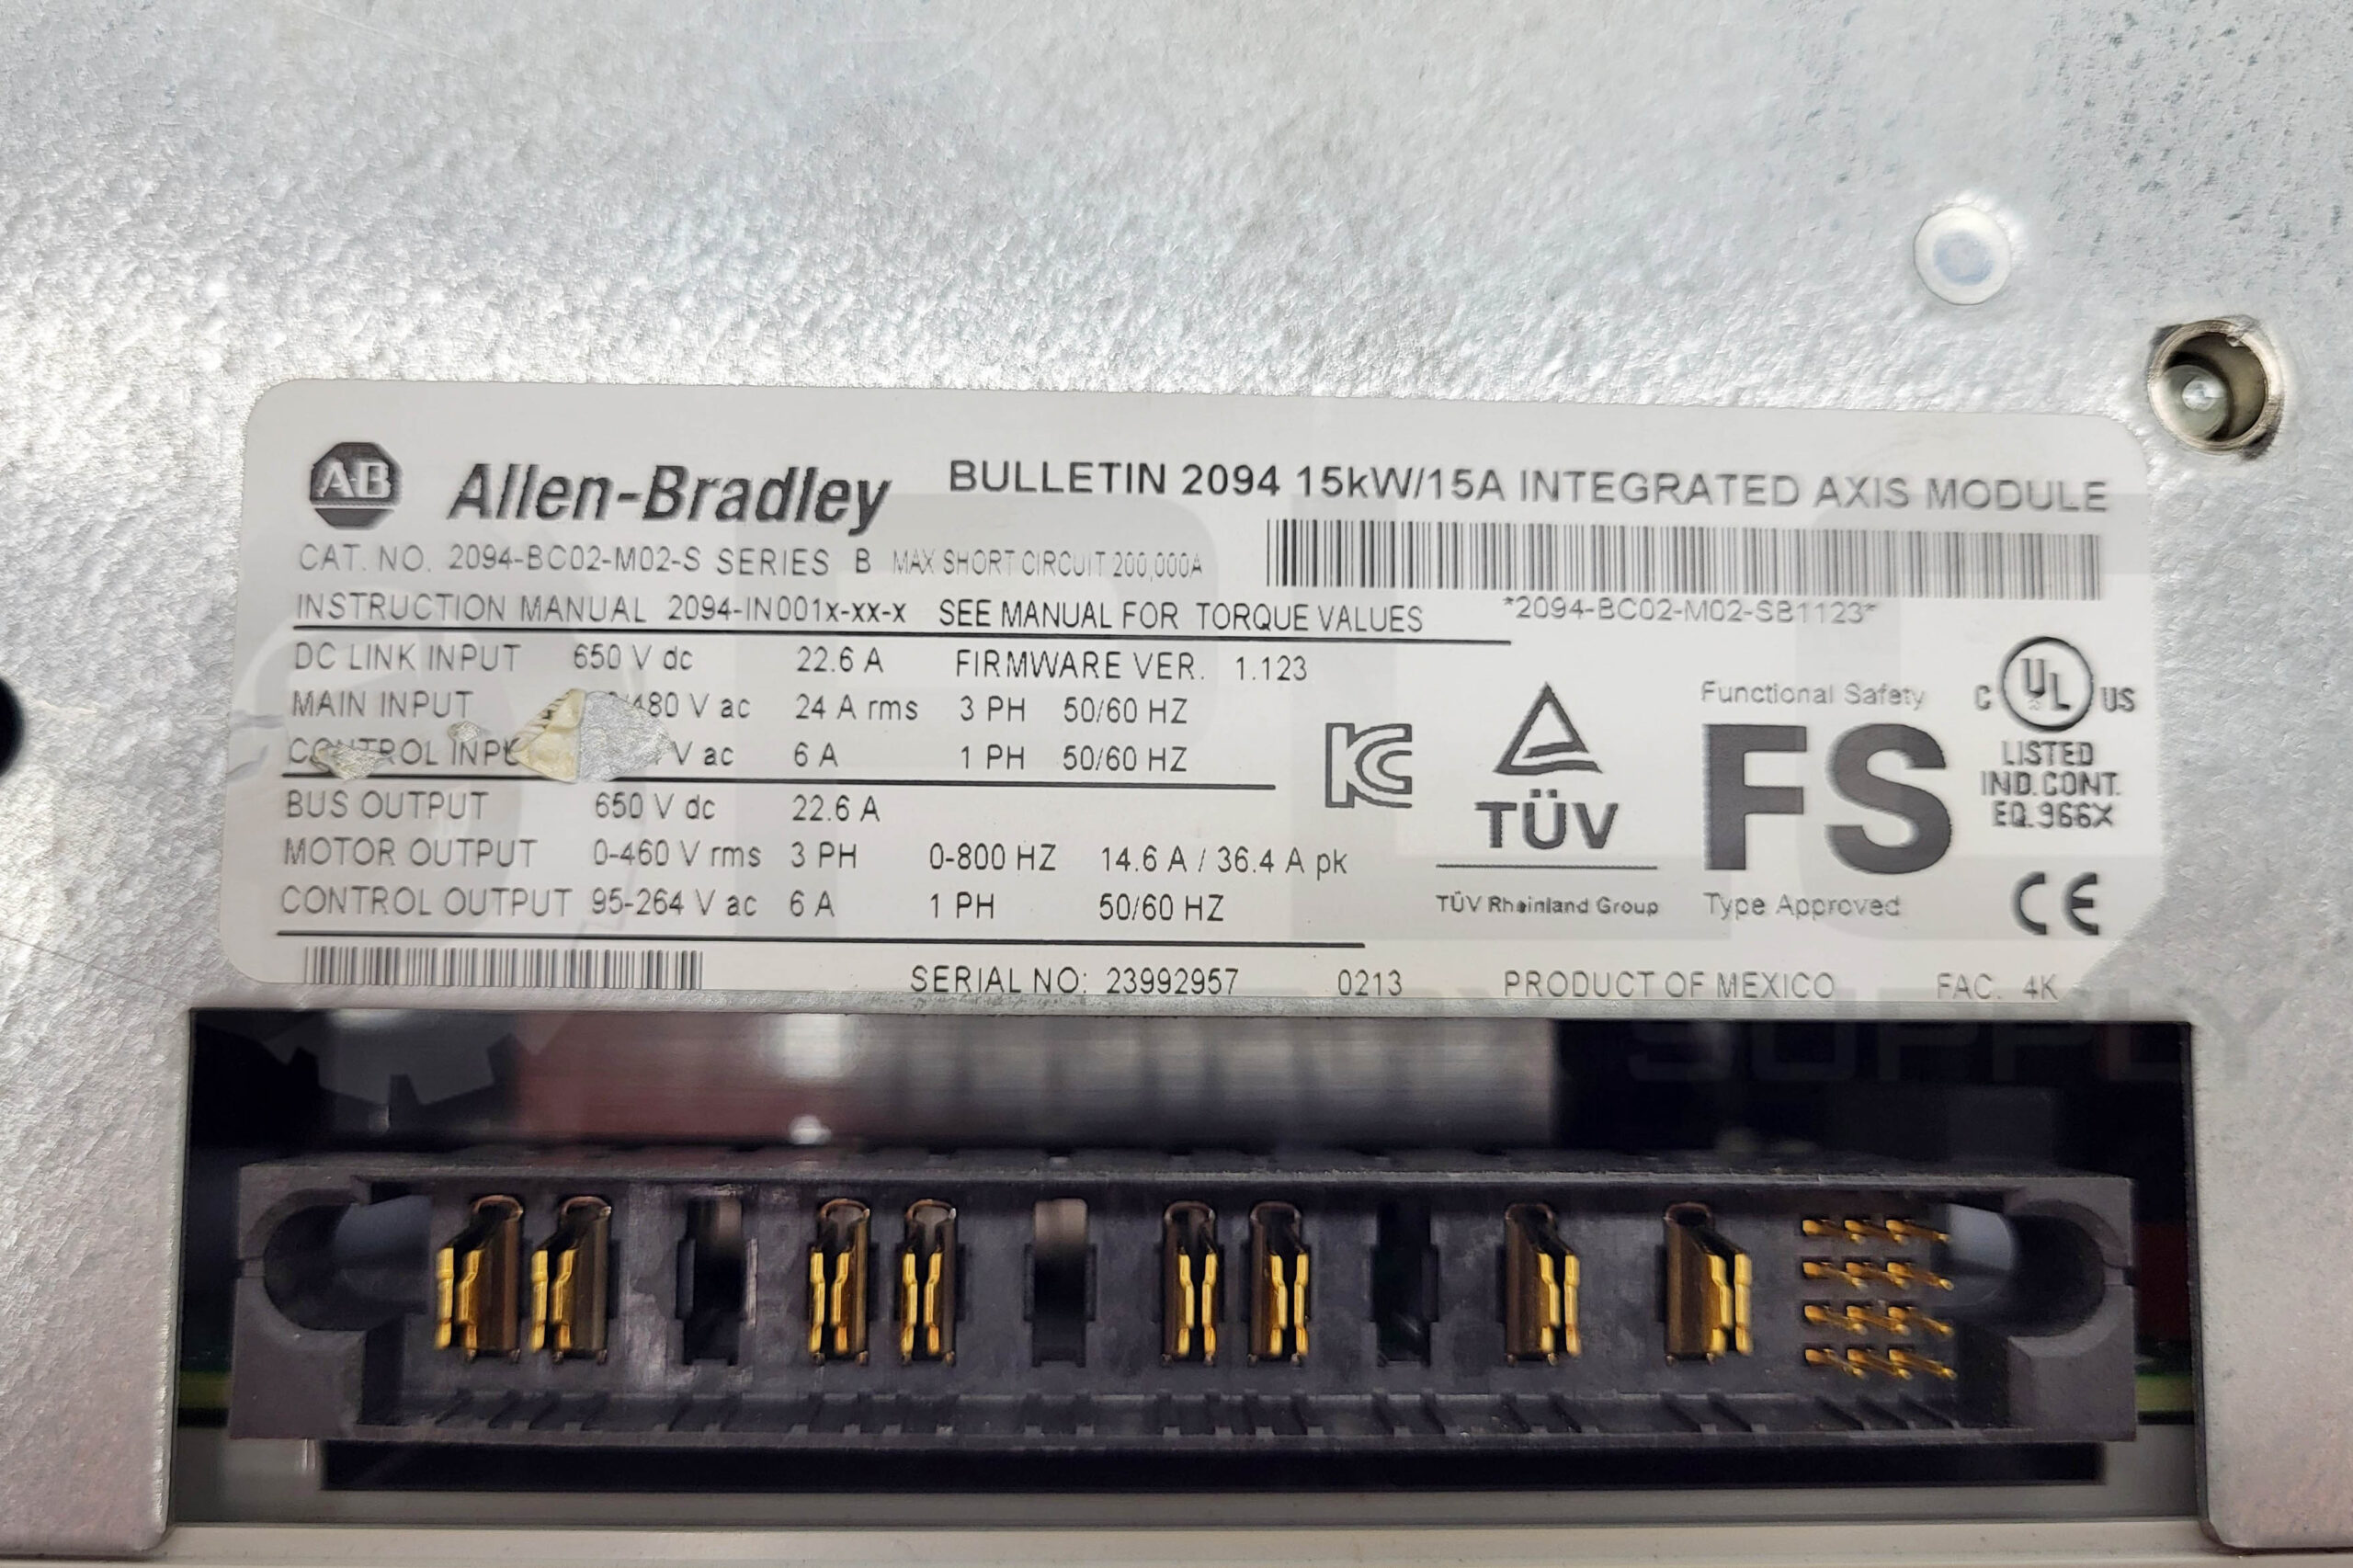 A-B Allen-Bradley BULLETIN 2094 15kW/15A INTEGRATED AXIS MODULE
CAT. NO. 2094-BC02-M02-S SERIES B MAX SHORT CIRCUIT 200,000A
INSTRUCTION MANUAL 2094-IN001x-xx-x SEE MANUAL FOR TORQUE VALUES
*2094-BC02-M02-SB1123*
DC LINK INPUT 650 V dc 22.6 A FIRMWARE VER. 1.123
MAIN INPUT /480 V ac 24 A rms 3 PH 50/60 HZ
CONTROL INPUT V ac 6 A 1 PH 50/60 HZ
BUS OUTPUT 650 V dc 22.6 A
MOTOR OUTPUT 0-460 V rms 3 PH 0-800 HZ 14.6 A / 36.4 A pk
CONTROL OUTPUT 95-264 V ac 6 A 1 PH 50/60 HZ
KC
TÜV
TÜV Rheinland Group
Functional Safety
FS
Type Approved
C UL US
LISTED
IND. CONT.
EQ. 966X
CE
SERIAL NO: 23992957 0213 PRODUCT OF MEXICO FAC. 4K
PLC
SUPPLY